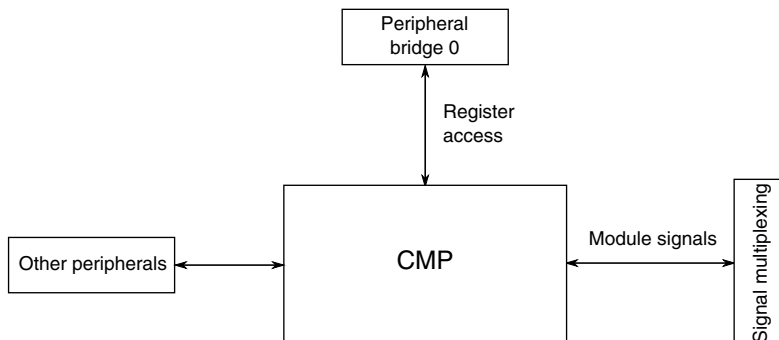 Peripheral
bridge 0
Register
access
CMP
Other peripherals
Module signals
Signal multiplexing